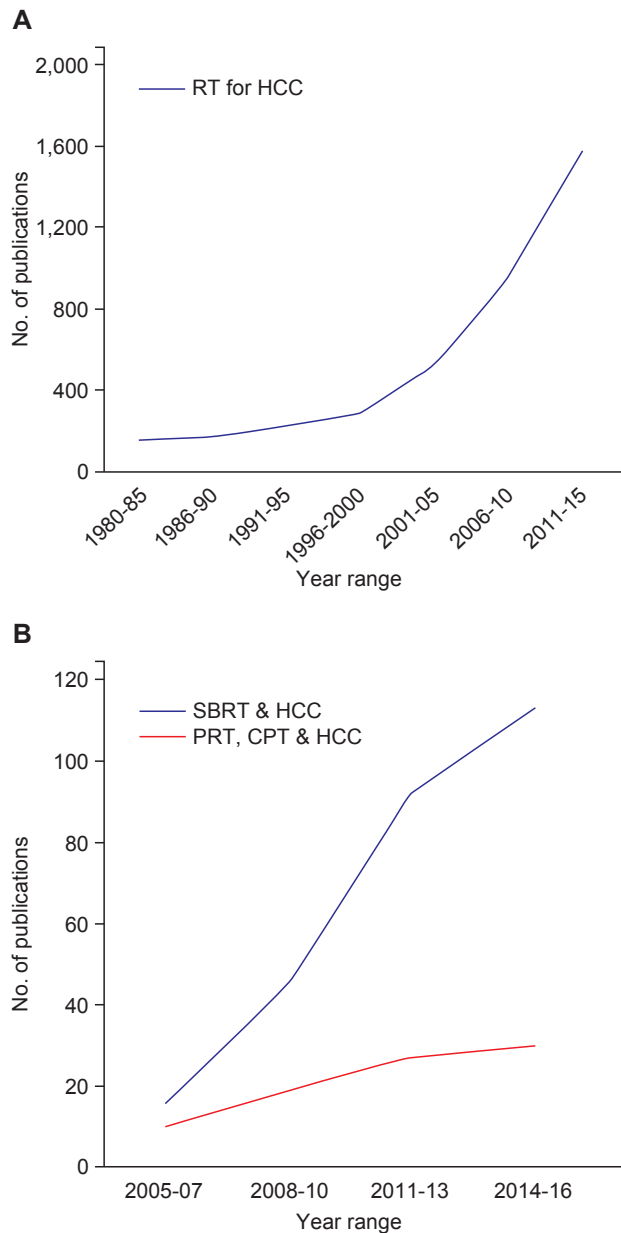 A
2,000
1,600
1,200
800
400
0
No. of publications
RT for HCC
1980-85
1986-90
1991-95
1996-2000
2001-05
2006-10
2011-15
Year range
B
120
100
80
60
40
20
0
No. of publications
SBRT & HCC
PRT, CPT & HCC
2005-07
2008-10
2011-13
2014-16
Year range